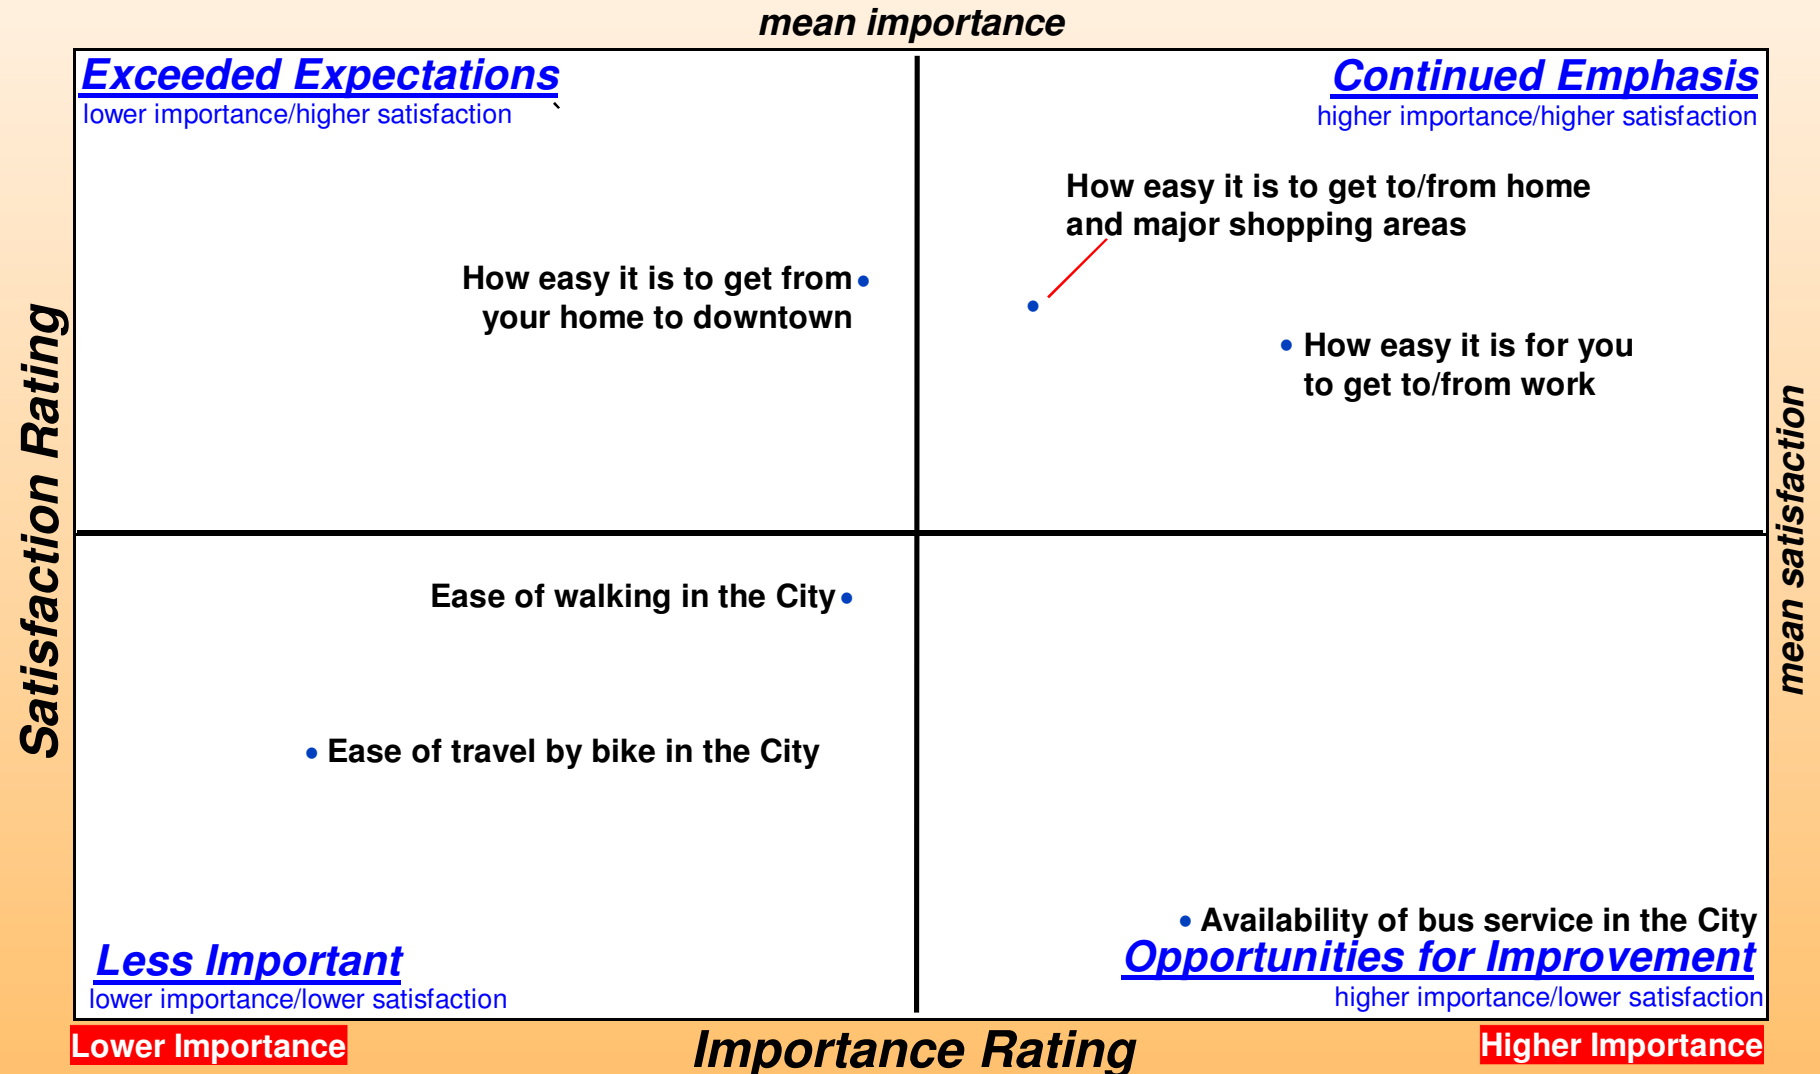 mean importance
Exceeded Expectations
lower importance/higher satisfaction `
Continued Emphasis
higher importance/higher satisfaction
How easy it is to get to/from home
and major shopping areas
How easy it is to get from
your home to downtown
How easy it is for you
to get to/from work
Satisfaction Rating
mean satisfaction
Ease of walking in the City
Ease of travel by bike in the City
Availability of bus service in the City
Less Important
lower importance/lower satisfaction
Opportunities for Improvement
higher importance/lower satisfaction
Lower Importance
Importance Rating
Higher Importance